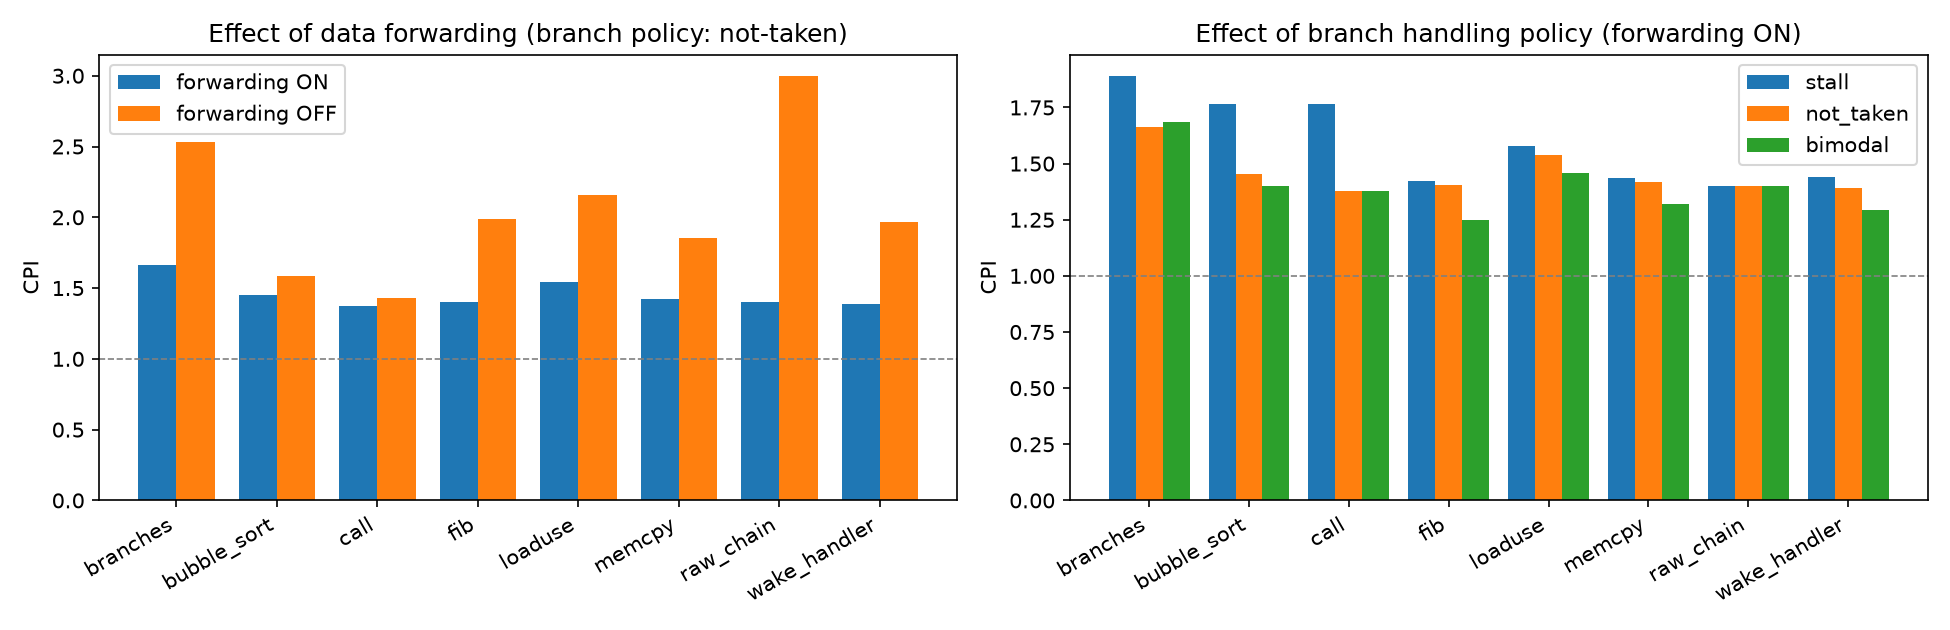 Effect of data forwarding (branch policy: not-taken)
forwarding ON
forwarding OFF
CPI
3.0
2.5
2.0
1.5
1.0
0.5
0.0
branches
bubble_sort
call
fib
loaduse
memcpy
raw_chain
wake_handler
Effect of branch handling policy (forwarding ON)
stall
not_taken
bimodal
CPI
1.75
1.50
1.25
1.00
0.75
0.50
0.25
0.00
branches
bubble_sort
call
fib
loaduse
memcpy
raw_chain
wake_handler